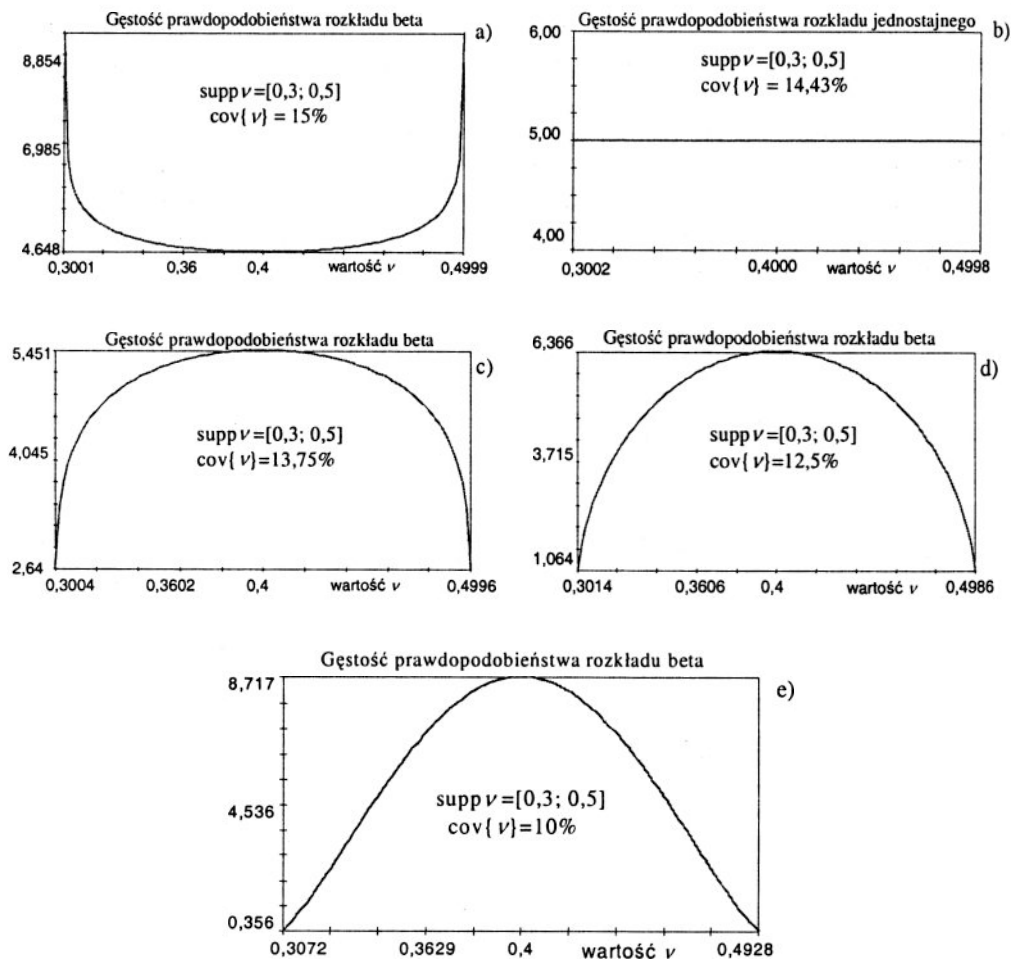 Gęstość prawdopodobieństwa rozkładu beta
a)
8,854
supp ν=[0,3; 0,5]
cov{ν} = 15%
6,985
4.648
0.3001 0,36 0,4 wartość ν 0.4999
Gęstość prawdopodobieństwa rozkładu jednostajnego
b)
6,00
supp ν=[0,3; 0,5]
cov{ν} = 14,43%
5,00
4,00
0,3002 0,4000 wartość ν 0,4998
Gęstość prawdopodobieństwa rozkładu beta
5,451
c)
supp ν=[0,3; 0,5]
cov{ν}=13,75%
4,045
2,64
0,3004 0,3602 0,4 wartość ν 0,4996
Gęstość prawdopodobieństwa rozkładu beta
6,366
d)
supp ν=[0,3; 0,5]
cov{ν}=12,5%
3,715
1,064
0,3014 0,3606 0,4 wartość ν 0,4986
Gęstość prawdopodobieństwa rozkładu beta
8,717
e)
supp ν=[0,3; 0,5]
cov{ν}=10%
4,536
0,356
0,3072 0,3629 0,4 wartość ν 0,4928